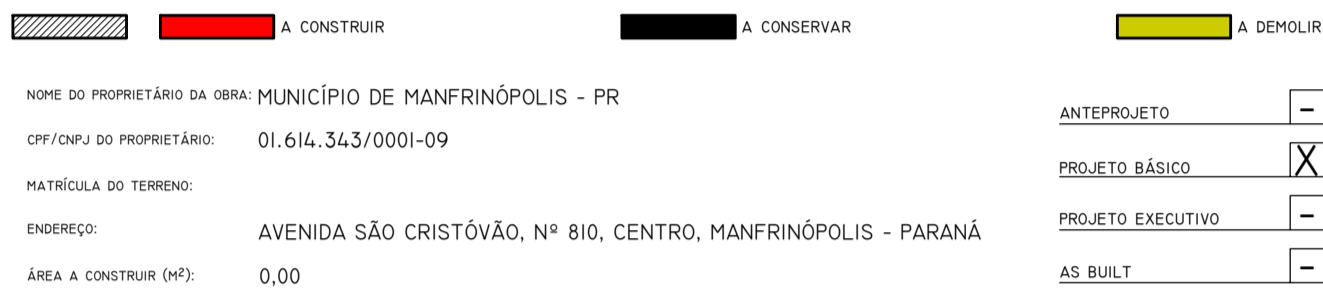 A CONSTRUIR A CONSERVAR A DEMOLIR
NOME DO PROPRIETÁRIO DA OBRA: MUNICÍPIO DE MANFRINÓPOLIS - PR
CPF/CNPJ DO PROPRIETÁRIO: 01.614.343/0001-09
MATRÍCULA DO TERRENO:
ENDEREÇO: AVENIDA SÃO CRISTÓVÃO, Nº 810, CENTRO, MANFRINÓPOLIS - PARANÁ
ÁREA A CONSTRUIR (M²): 0,00
ANTEPROJETO -
PROJETO BÁSICO X
PROJETO EXECUTIVO -
AS BUILT -